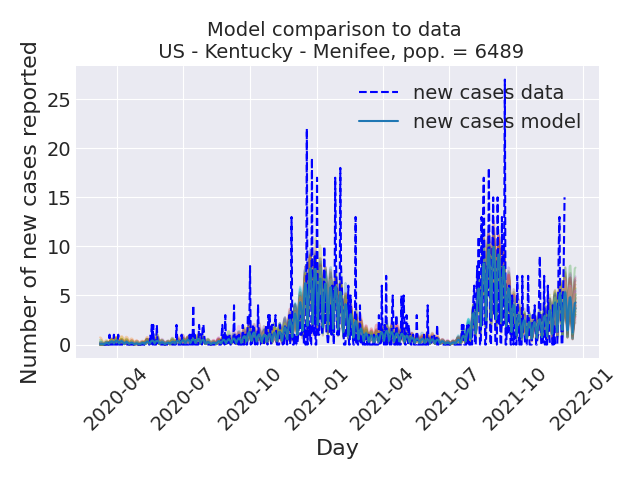 Model comparison to data
US - Kentucky - Menifee, pop. = 6489
Number of new cases reported
25
20
15
10
5
0
new cases data
new cases model
2020-04
2020-07
2020-10
2021-01
2021-04
2021-07
2021-10
2022-01
Day